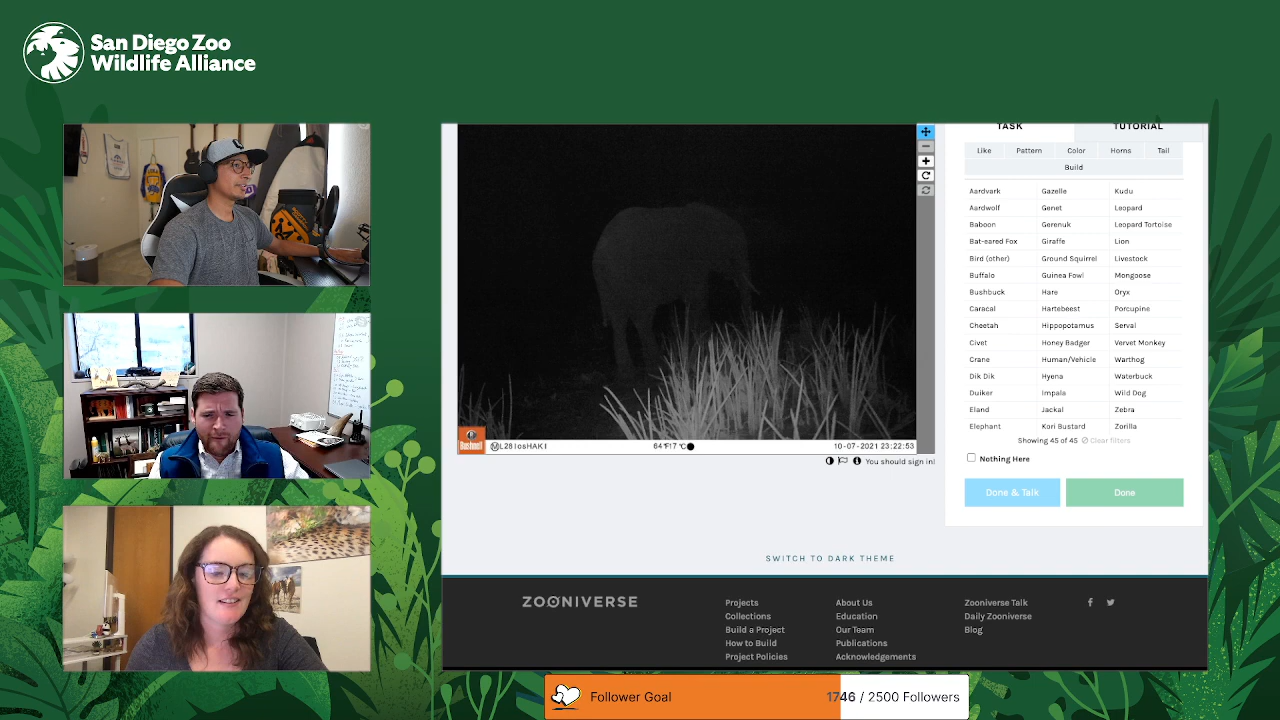 San Diego Zoo
Wildlife Alliance
TASK
TUTORIAL
Like
Pattern
Color
Horns
Tail
Build
Aardvark
Gazelle
Kudu
Aardwolf
Genet
Leopard
Baboon
Gerenuk
Leopard Tortoise
Bat-eared Fox
Giraffe
Lion
Bird (other)
Ground Squirrel
Livestock
Buffalo
Guinea Fowl
Mongoose
Bushbuck
Hare
Oryx
Caracal
Hartebeest
Porcupine
Cheetah
Hippopotamus
Serval
Civet
Honey Badger
Vervet Monkey
Crane
Human/Vehicle
Warthog
Dik Dik
Hyena
Waterbuck
Duiker
Impala
Wild Dog
Eland
Jackal
Zebra
Elephant
Kori Bustard
Zorilla
Showing 45 of 45
Clear filters
Nothing Here
Done & Talk
Done
Bushnell
64°F17°C
10-07-2021 23:22:53
You should sign in!
SWITCH TO DARK THEME
ZOONIVERSE
Projects
Collections
Build a Project
How to Build
Project Policies
About Us
Education
Our Team
Publications
Acknowledgements
Zooniverse Talk
Daily Zooniverse
Blog
Follower Goal
1746 / 2500 Followers